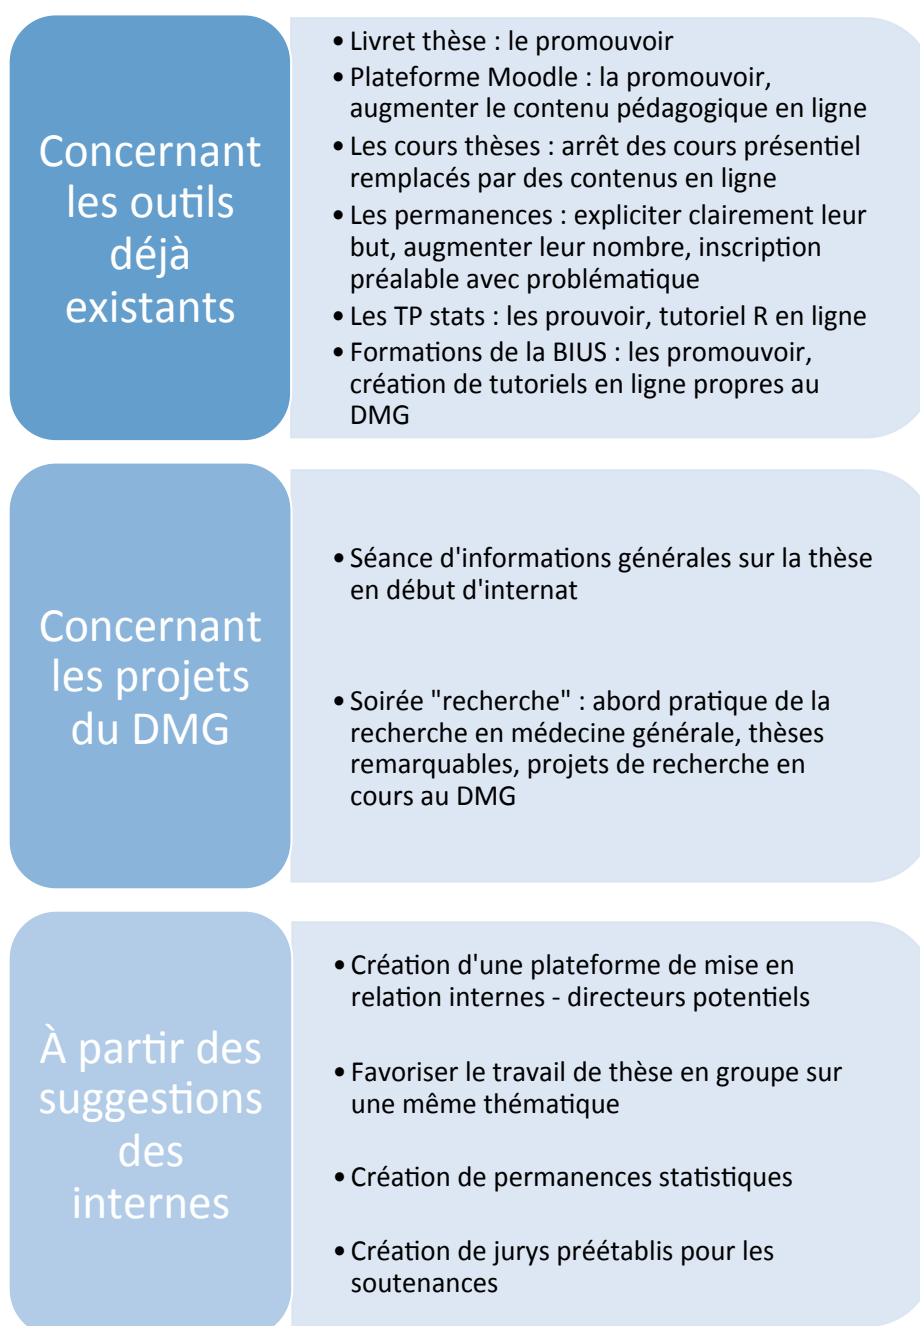 Concernant
les outils
déjà
existants
• Livret thèse : le promouvoir
• Plateforme Moodle : la promouvoir,
augmenter le contenu pédagogique en ligne
• Les cours thèses : arrêt des cours présentiel
remplacés par des contenus en ligne
• Les permanences : expliciter clairement leur
but, augmenter leur nombre, inscription
préalable avec problématique
• Les TP stats : les prouvoir, tutoriel R en ligne
• Formations de la BIUS : les promouvoir,
création de tutoriels en ligne propres au
DMG
Concernant
les projets
du DMG
• Séance d'informations générales sur la thèse
en début d'internat
• Soirée "recherche" : abord pratique de la
recherche en médecine générale, thèses
remarquables, projets de recherche en
cours au DMG
À partir des
suggestions
des
internes
• Création d'une plateforme de mise en
relation internes - directeurs potentiels
• Favoriser le travail de thèse en groupe sur
une même thématique
• Création de permanences statistiques
• Création de jurys préétablis pour les
soutenances